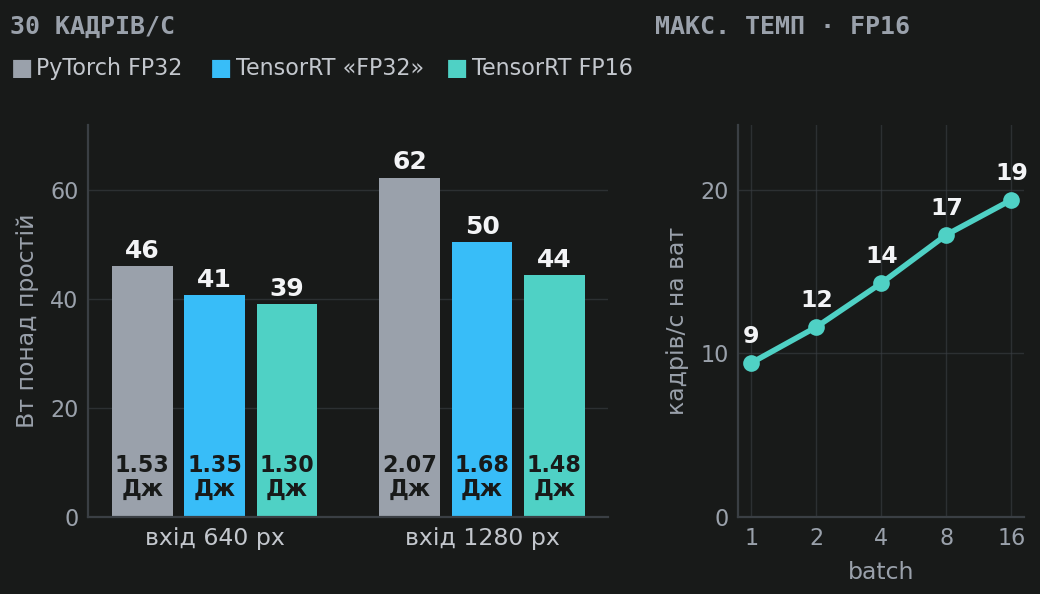 30 КАДРІВ/С
PyTorch FP32 TensorRT «FP32» TensorRT FP16
Вт понад простій
60
40
20
0
46
41
39
62
50
44
1.53 Дж
1.35 Дж
1.30 Дж
2.07 Дж
1.68 Дж
1.48 Дж
вхід 640 px
вхід 1280 px
МАКС. ТЕМП · FP16
кадрів/с на ват
20
10
0
9
12
14
17
19
1 2 4 8 16
batch